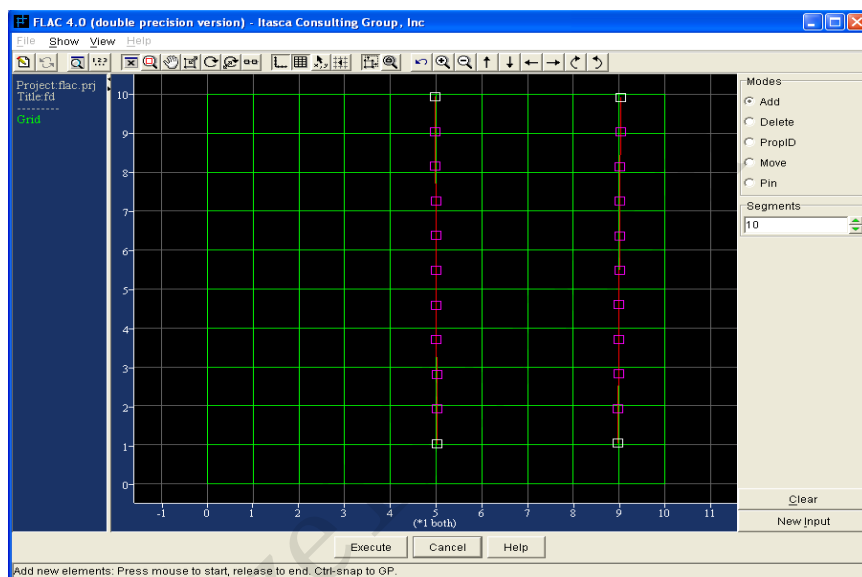 FLAC 4.0 (double precision version) - Itasca Consulting Group, Inc
File Show View Help
1 2 3
Project:flac.prj
Title:fd
---------
Grid
10
9
8
7
6
5
4
3
2
1
0
-1 0 1 2 3 4 5 6 7 8 9 10 11
(*1 both)
Modes
Add
Delete
PropID
Move
Pin
Segments
10
Clear
New Input
Execute Cancel Help
Add new elements: Press mouse to start, release to end. Ctrl-snap to GP.